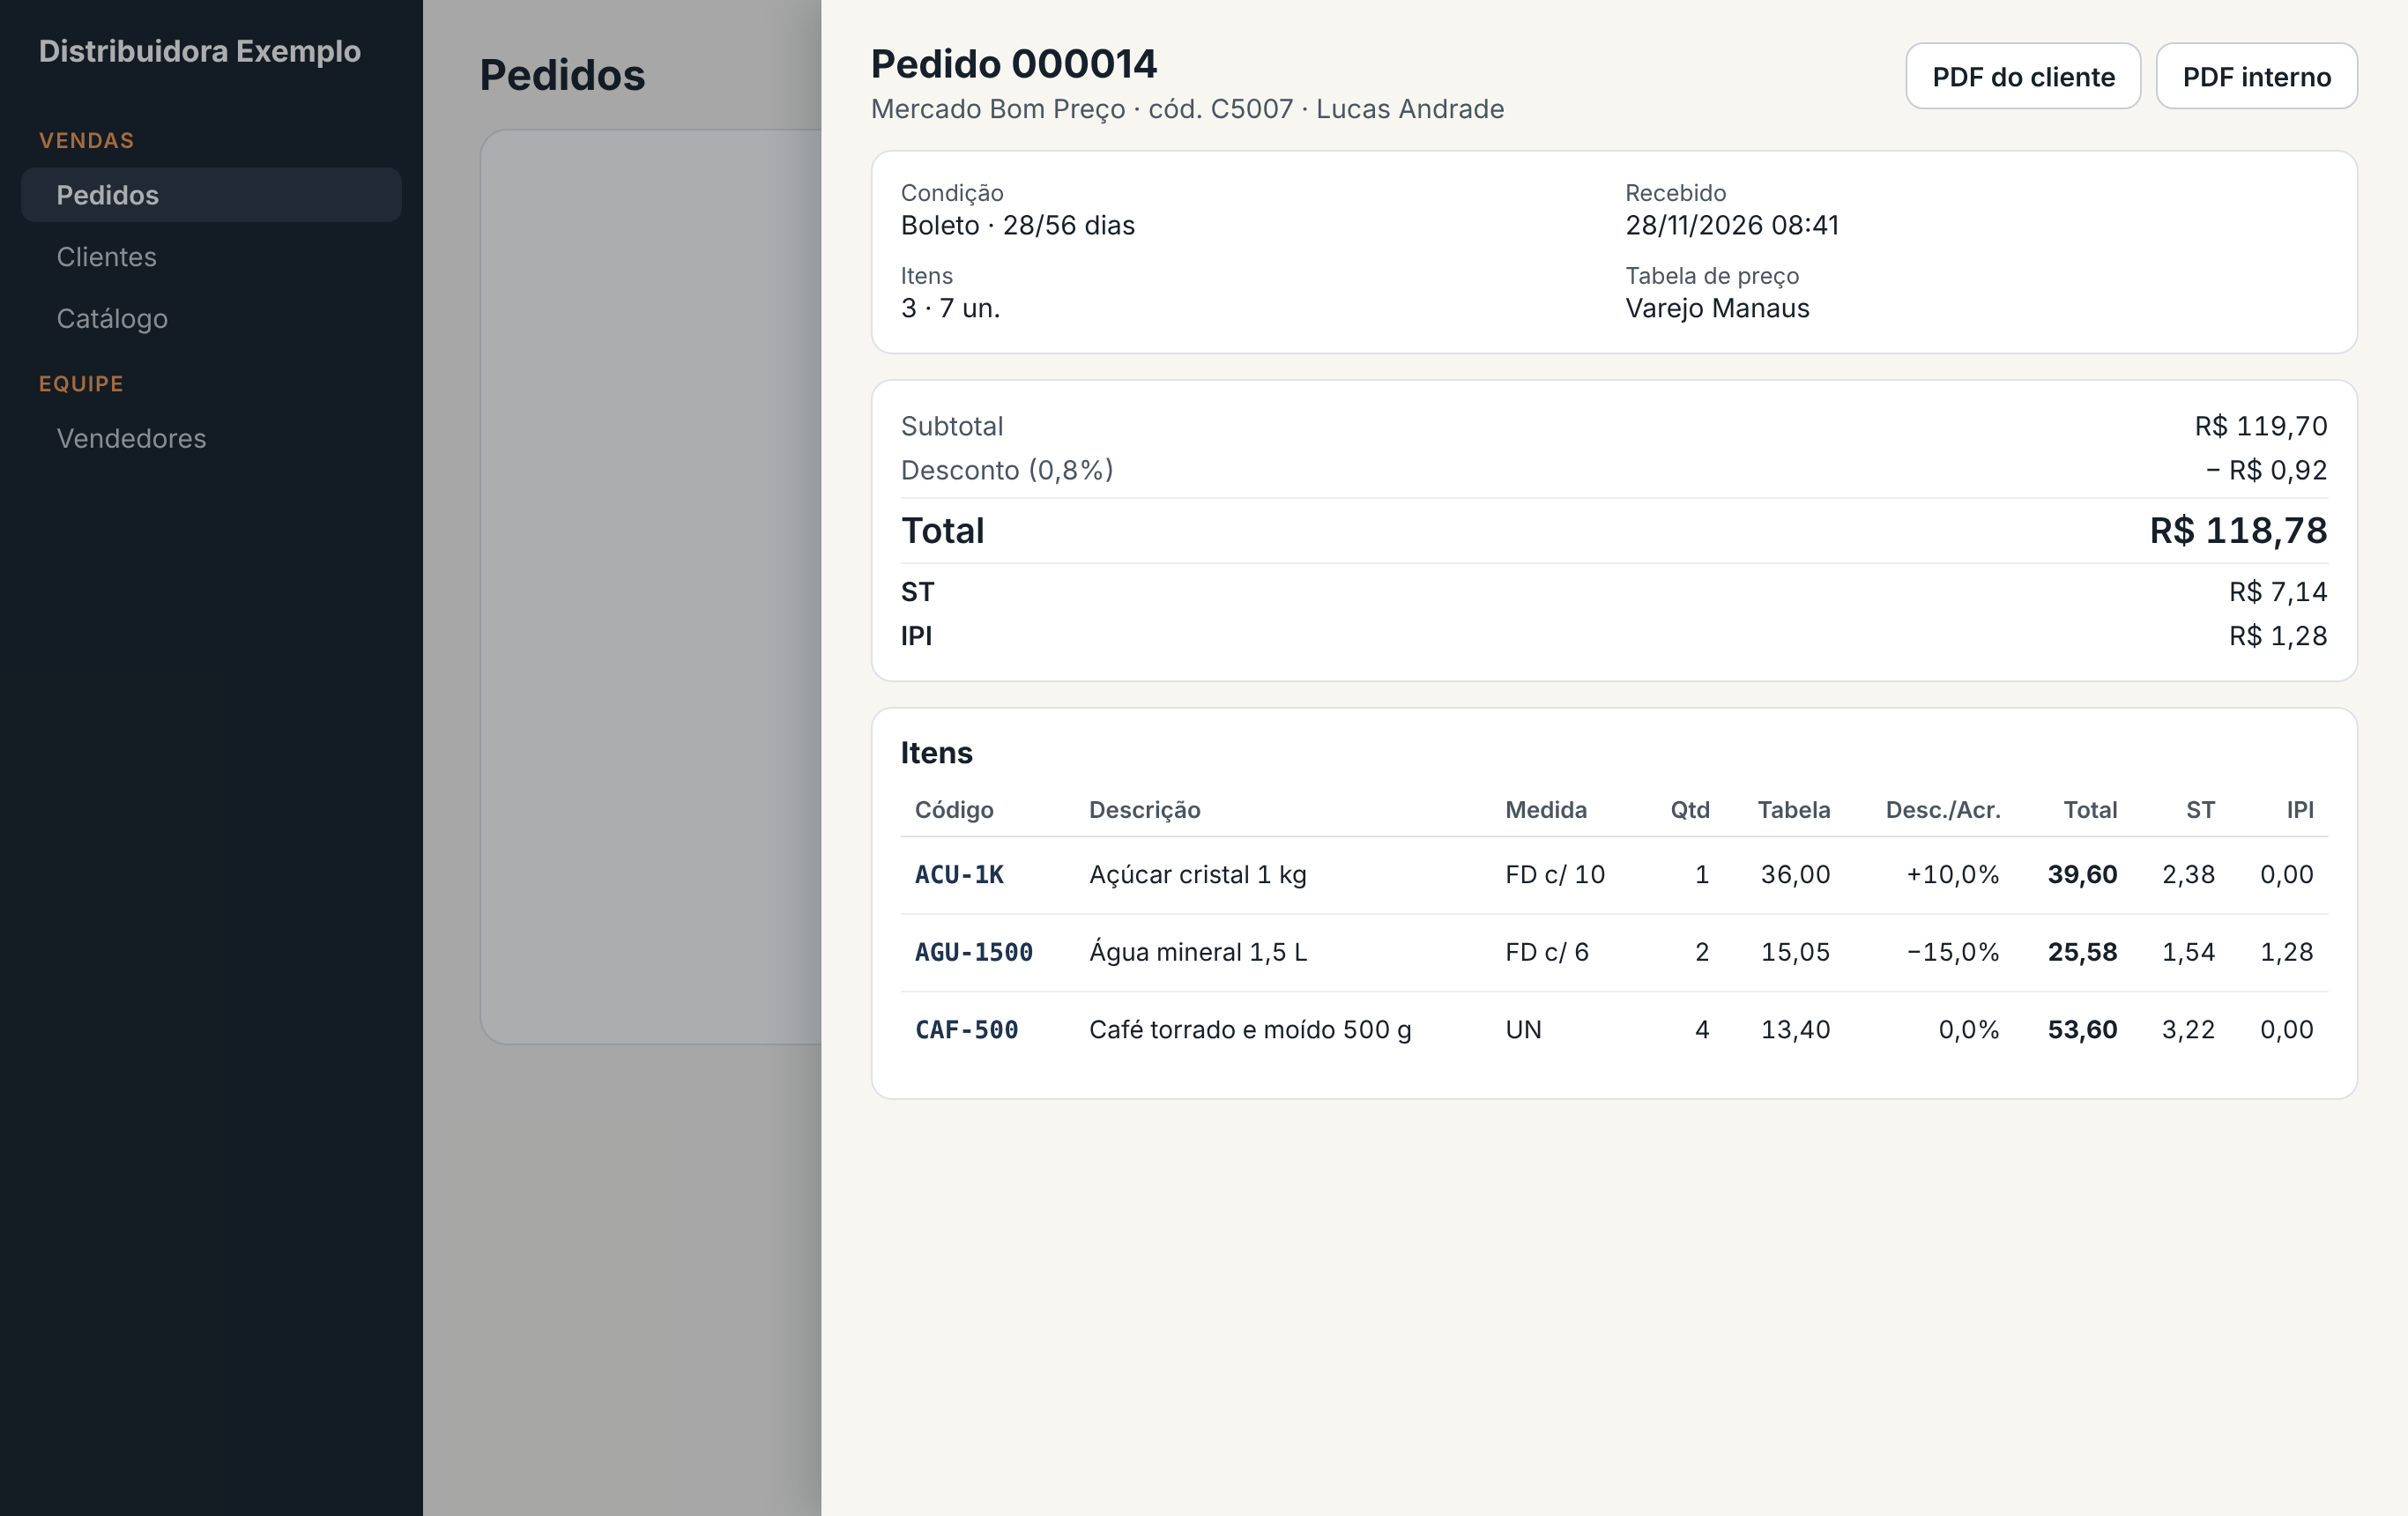 Distribuidora Exemplo
VENDAS
Pedidos
Clientes
Catálogo
EQUIPE
Vendedores
Pedidos
Pedido 000014
Mercado Bom Preço · cód. C5007 · Lucas Andrade
PDF do cliente
PDF interno
Condição
Boleto · 28/56 dias
Recebido
28/11/2026 08:41
Itens
3 · 7 un.
Tabela de preço
Varejo Manaus
Subtotal R$ 119,70
Desconto (0,8%) − R$ 0,92
Total R$ 118,78
ST R$ 7,14
IPI R$ 1,28
Itens
Código Descrição Medida Qtd Tabela Desc./Acr. Total ST IPI
ACU-1K Açúcar cristal 1 kg FD c/ 10 1 36,00 +10,0% 39,60 2,38 0,00
AGU-1500 Água mineral 1,5 L FD c/ 6 2 15,05 −15,0% 25,58 1,54 1,28
CAF-500 Café torrado e moído 500 g UN 4 13,40 0,0% 53,60 3,22 0,00